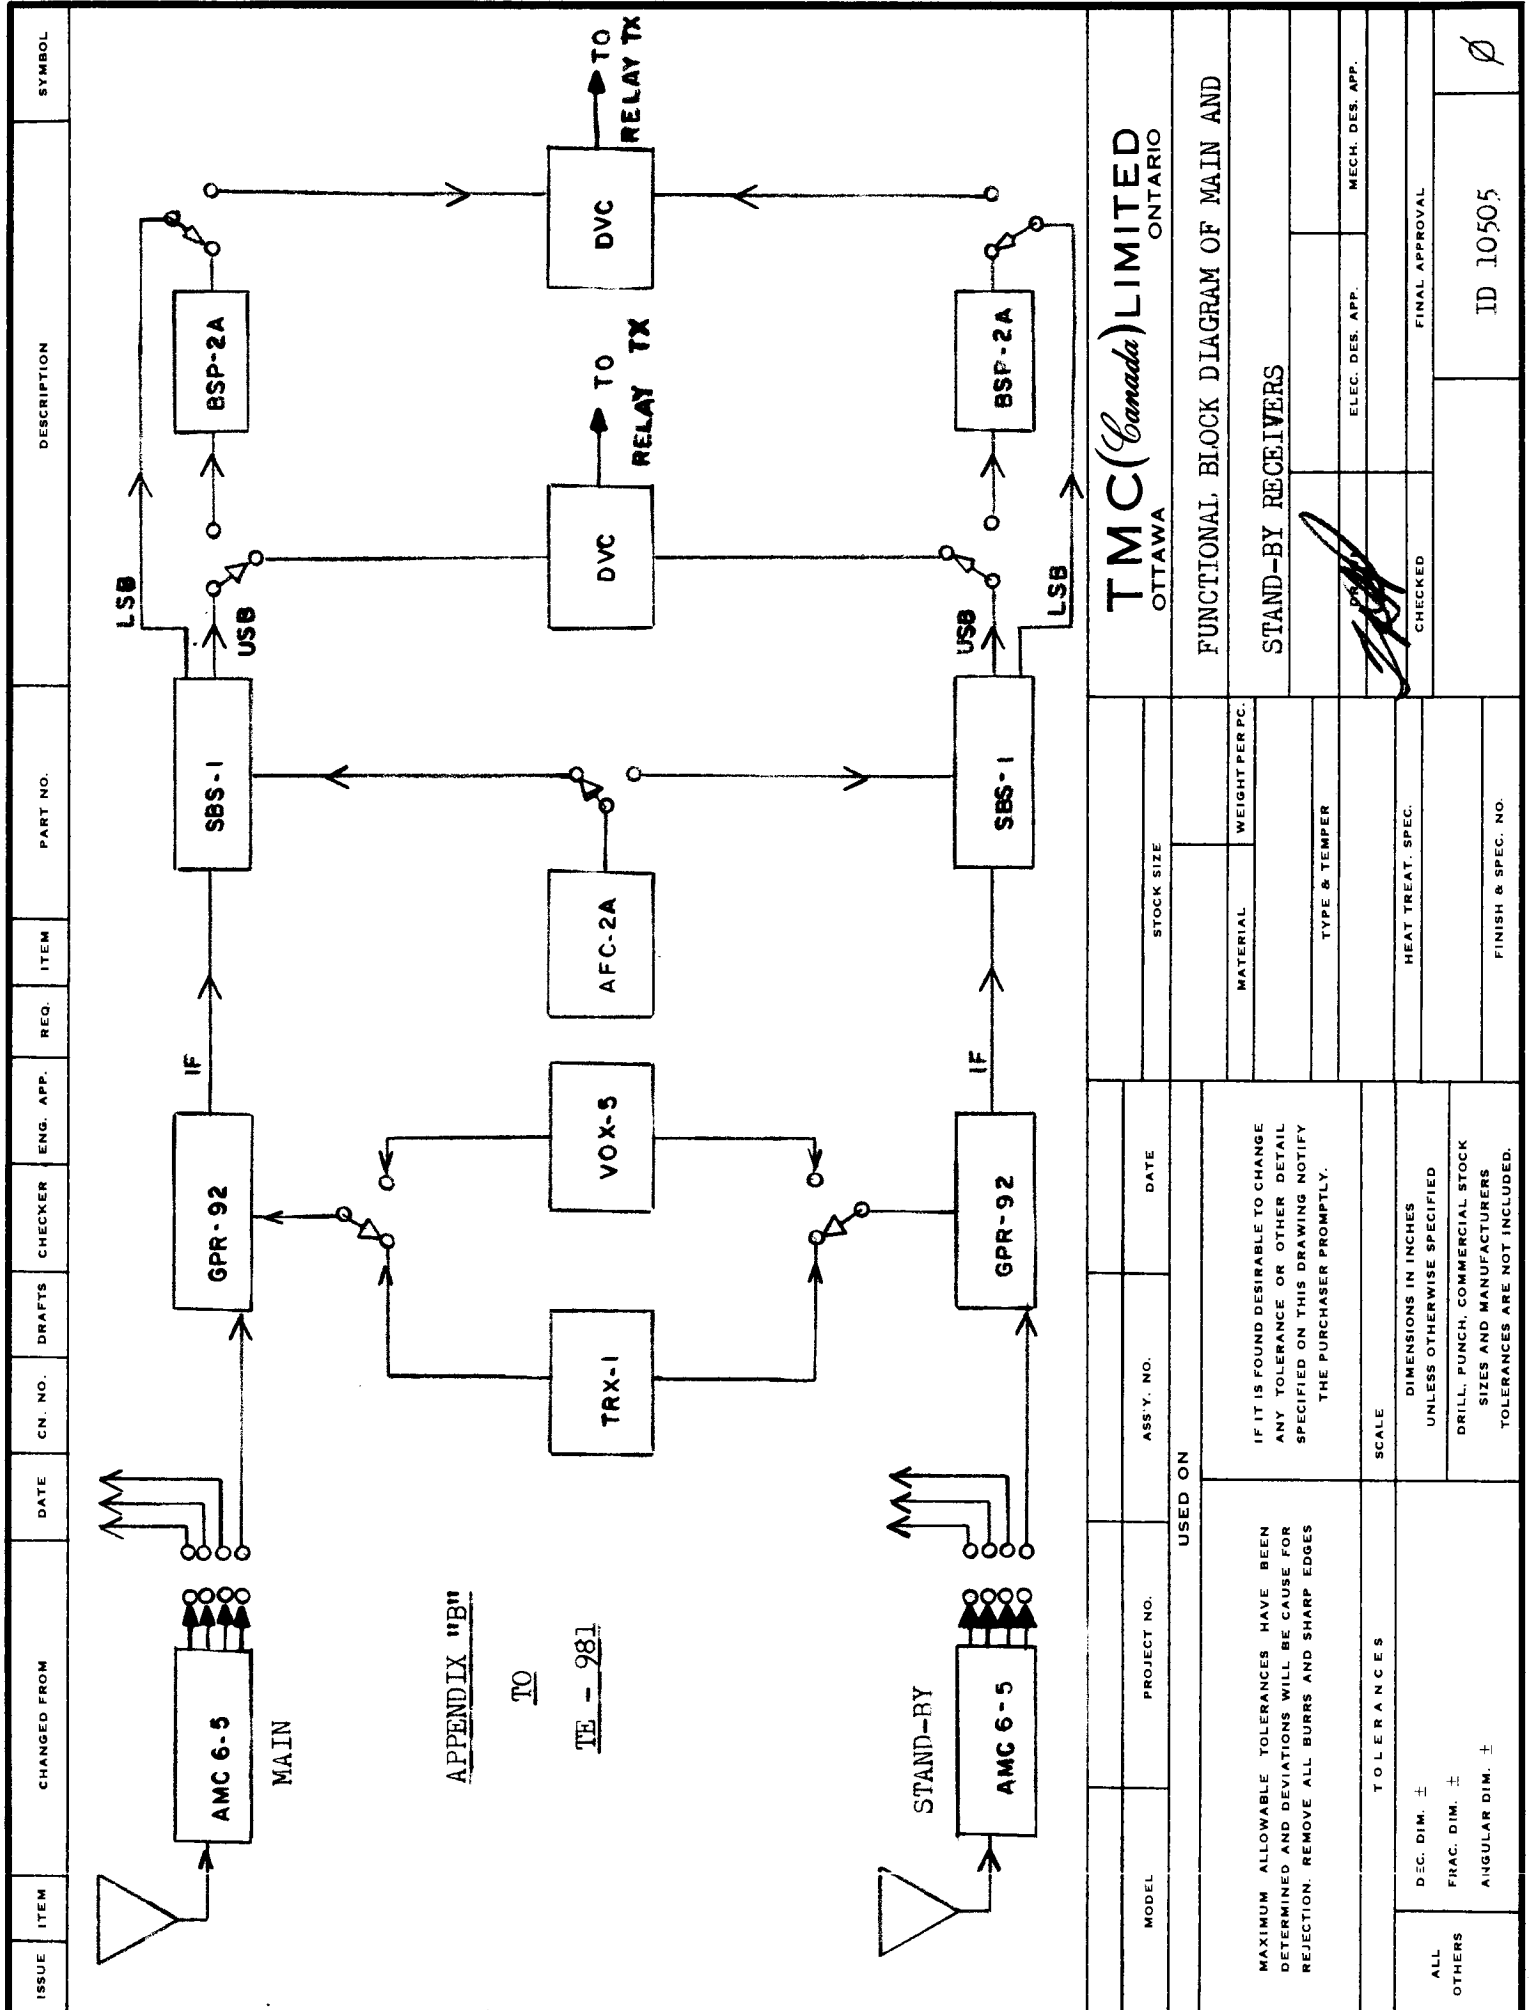 ISSUE
ITEM
CHANGED FROM
DATE
CN. NO.
DRAFTS
CHECKER
ENG. APP.
REQ.
ITEM
PART NO.
DESCRIPTION
SYMBOL
AMC 6-5
MAIN
GPR-92
IF
SBS-1
LSB
USB
BSP-2A
APPENDIX "B"
TO
TE - 981
TRX-1
VOX-5
AFC-2A
DVC
TO
RELAY TX
DVC
TO
RELAY TX
STAND-BY
AMC 6-5
GPR-92
IF
SBS-1
USB
LSB
BSP-2A
MODEL
PROJECT NO.
ASS'Y. NO.
DATE
USED ON
MAXIMUM ALLOWABLE TOLERANCES HAVE BEEN
DETERMINED AND DEVIATIONS WILL BE CAUSE FOR
REJECTION. REMOVE ALL BURRS AND SHARP EDGES
IF IT IS FOUND DESIRABLE TO CHANGE
ANY TOLERANCE OR OTHER DETAIL
SPECIFIED ON THIS DRAWING NOTIFY
THE PURCHASER PROMPTLY.
TOLERANCES
SCALE
ALL
OTHERS
DEC. DIM. ±
FRAC. DIM. ±
ANGULAR DIM. ±
DIMENSIONS IN INCHES
UNLESS OTHERWISE SPECIFIED
DRILL, PUNCH, COMMERCIAL STOCK
SIZES AND MANUFACTURERS
TOLERANCES ARE NOT INCLUDED.
STOCK SIZE
MATERIAL
WEIGHT PER PC.
TYPE & TEMPER
HEAT TREAT. SPEC.
FINISH & SPEC. NO.
TMC (Canada) LIMITED
OTTAWA ONTARIO
FUNCTIONAL BLOCK DIAGRAM OF MAIN AND
STAND-BY RECEIVERS
ELEC. DES. APP.
MECH. DES. APP.
CHECKED
FINAL APPROVAL
ID 10505
Ø